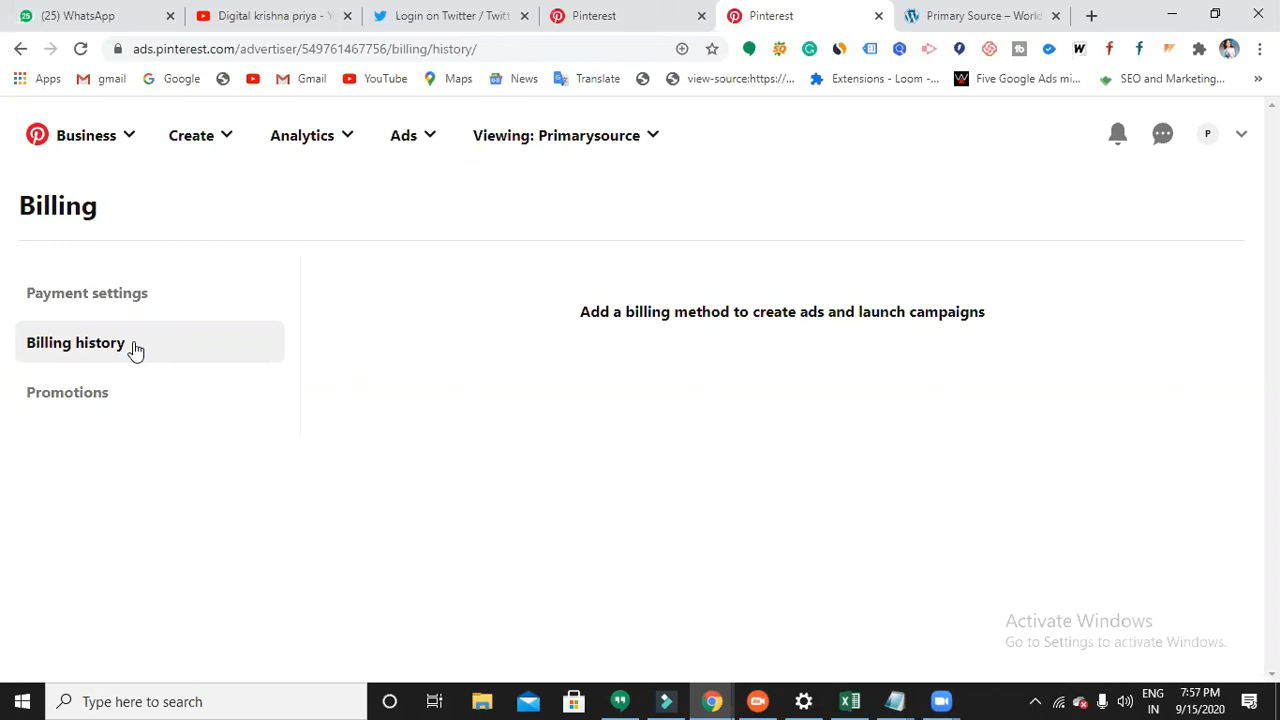 (25) WhatsApp
Digital krishna priya - Y
Login on Twitter / Twitt
Pinterest
Pinterest
Primary Source – World
ads.pinterest.com/advertiser/549761467756/billing/history/
Apps
gmail
Google
Gmail
YouTube
Maps
News
Translate
view-source:https://...
Extensions - Loom -...
Five Google Ads mi...
SEO and Marketing...
Business
Create
Analytics
Ads
Viewing: Primarysource
P
Billing
Payment settings
Billing history
Promotions
Add a billing method to create ads and launch campaigns
Activate Windows
Go to Settings to activate Windows.
Type here to search
ENG
IN
7:57 PM
9/15/2020